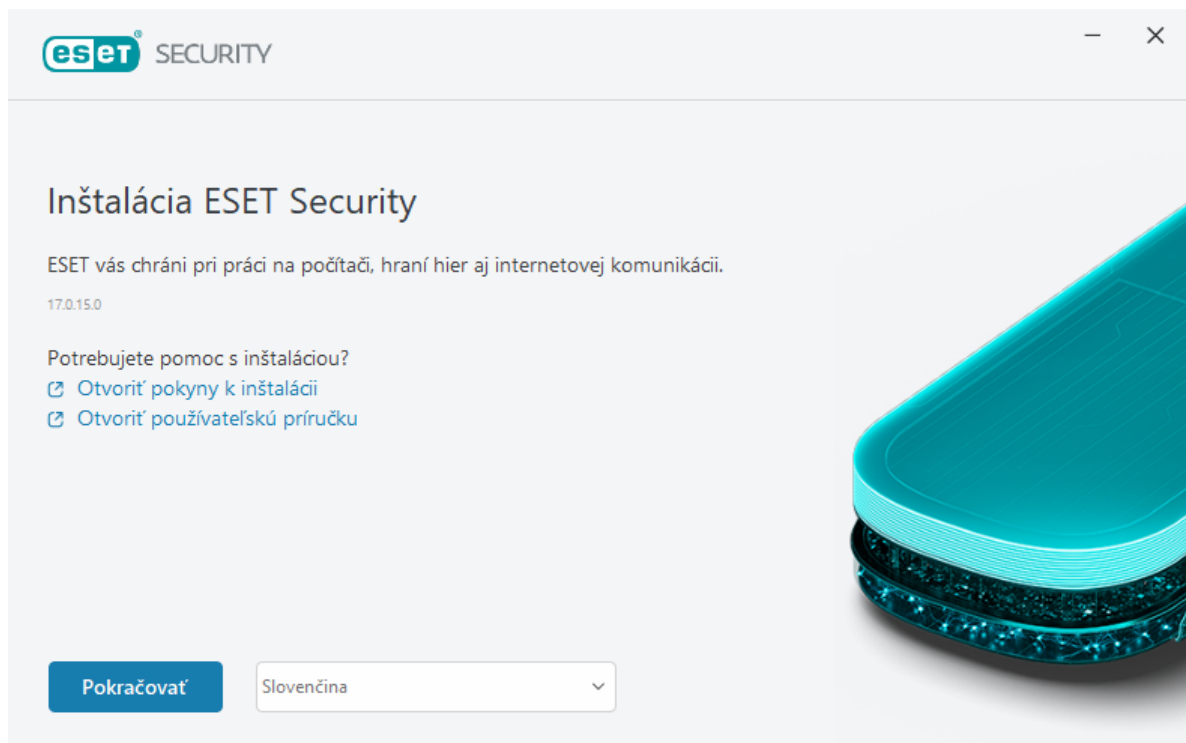 eset® SECURITY
Inštalácia ESET Security
ESET vás chráni pri práci na počítači, hraní hier aj internetovej komunikácii.
17.0.15.0
Potrebujete pomoc s inštaláciou?
Otvoriť pokyny k inštalácii
Otvoriť používateľskú príručku
Pokračovať
Slovenčina